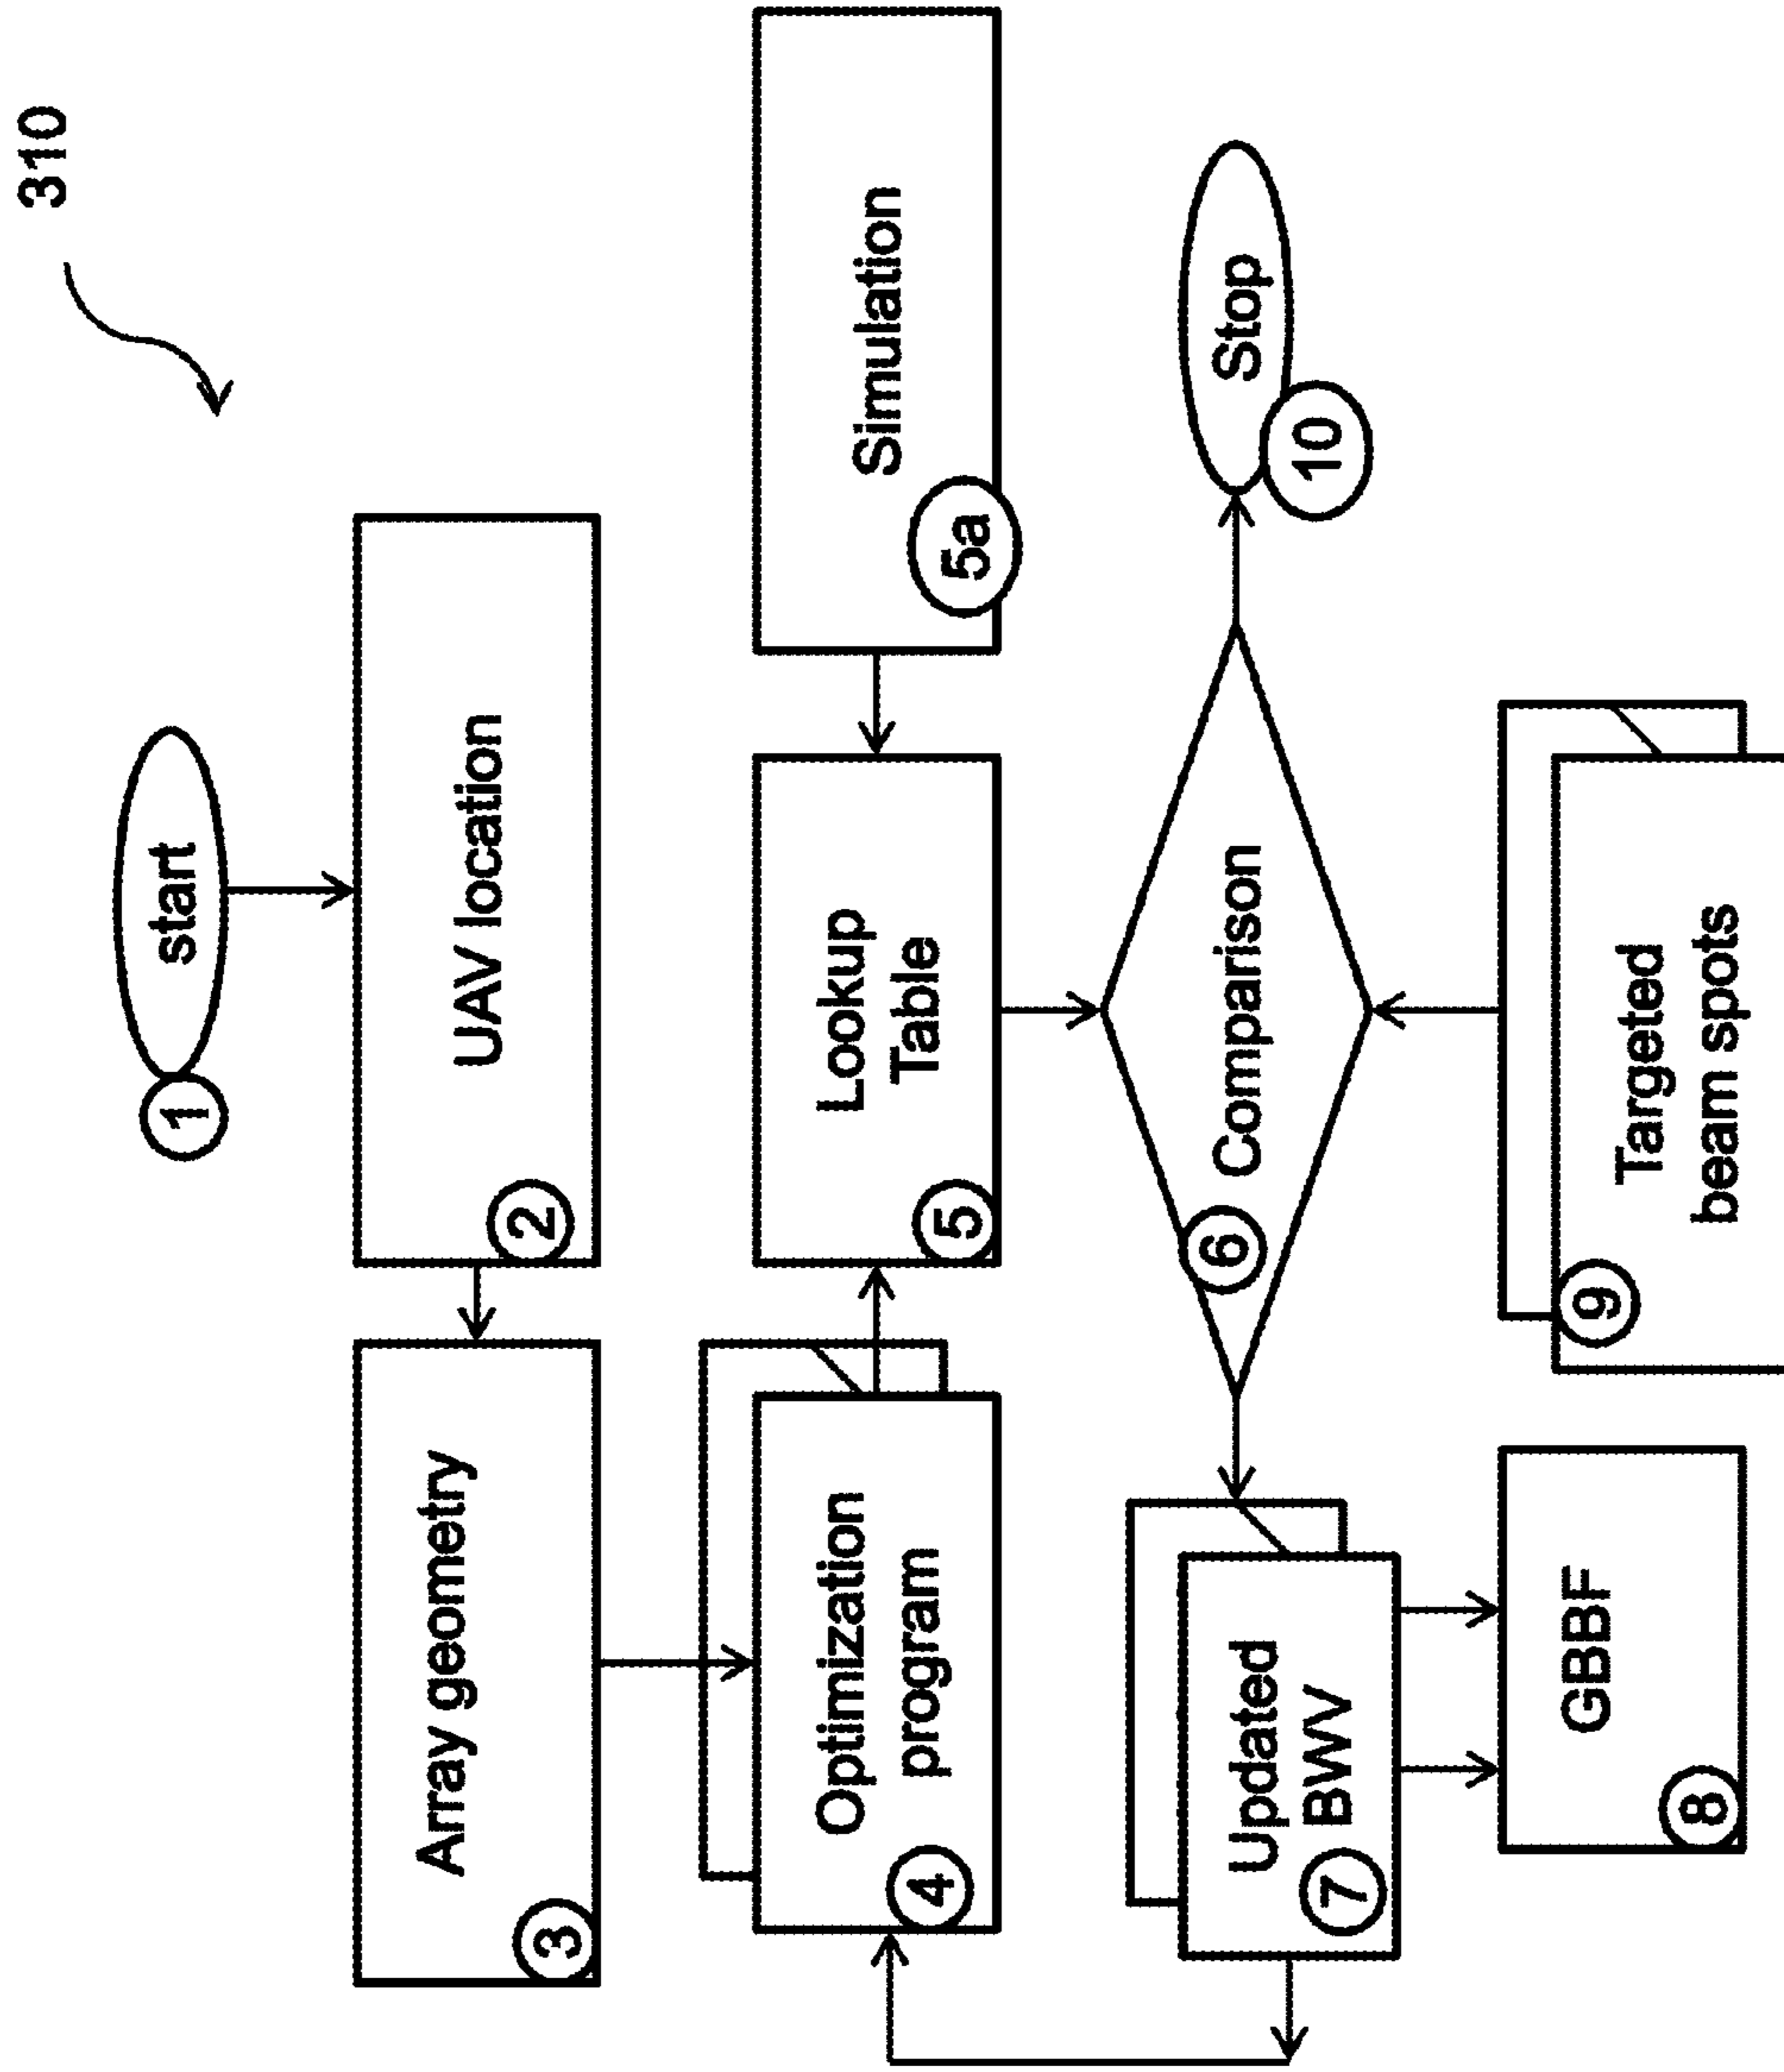 310
1
start
2
UAV location
3
Array geometry
4
Optimization
program
5
Lookup
Table
5a
Simulation
6
Comparison
7
Updated
BWV
8
GBBF
9
Targeted
beam spots
10
Stop